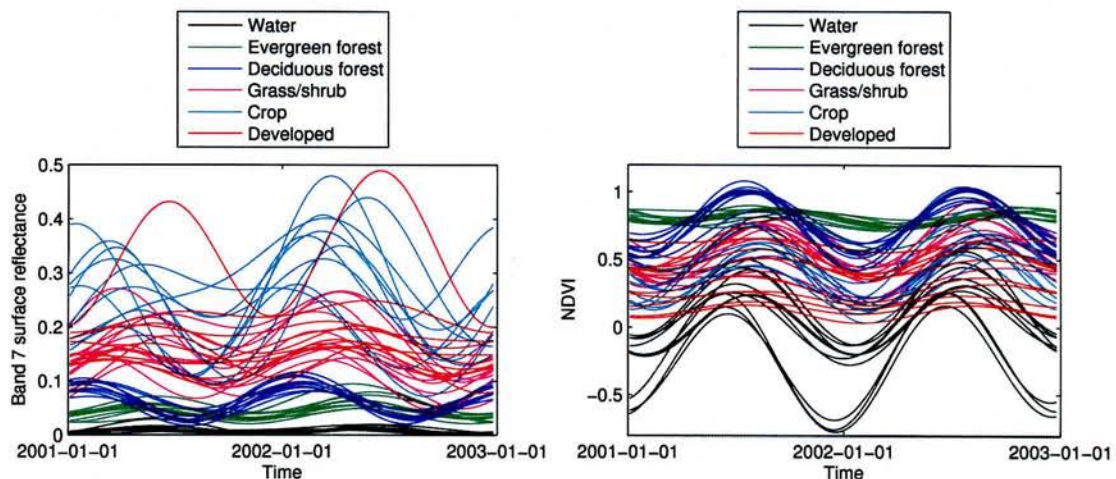 Water
Evergreen forest
Deciduous forest
Grass/shrub
Crop
Developed
0.5
0.4
0.3
0.2
0.1
0
Band 7 surface reflectance
2001-01-01
2002-01-01
2003-01-01
Time
Water
Evergreen forest
Deciduous forest
Grass/shrub
Crop
Developed
1
0.5
0
−0.5
NDVI
2001-01-01
2002-01-01
2003-01-01
Time